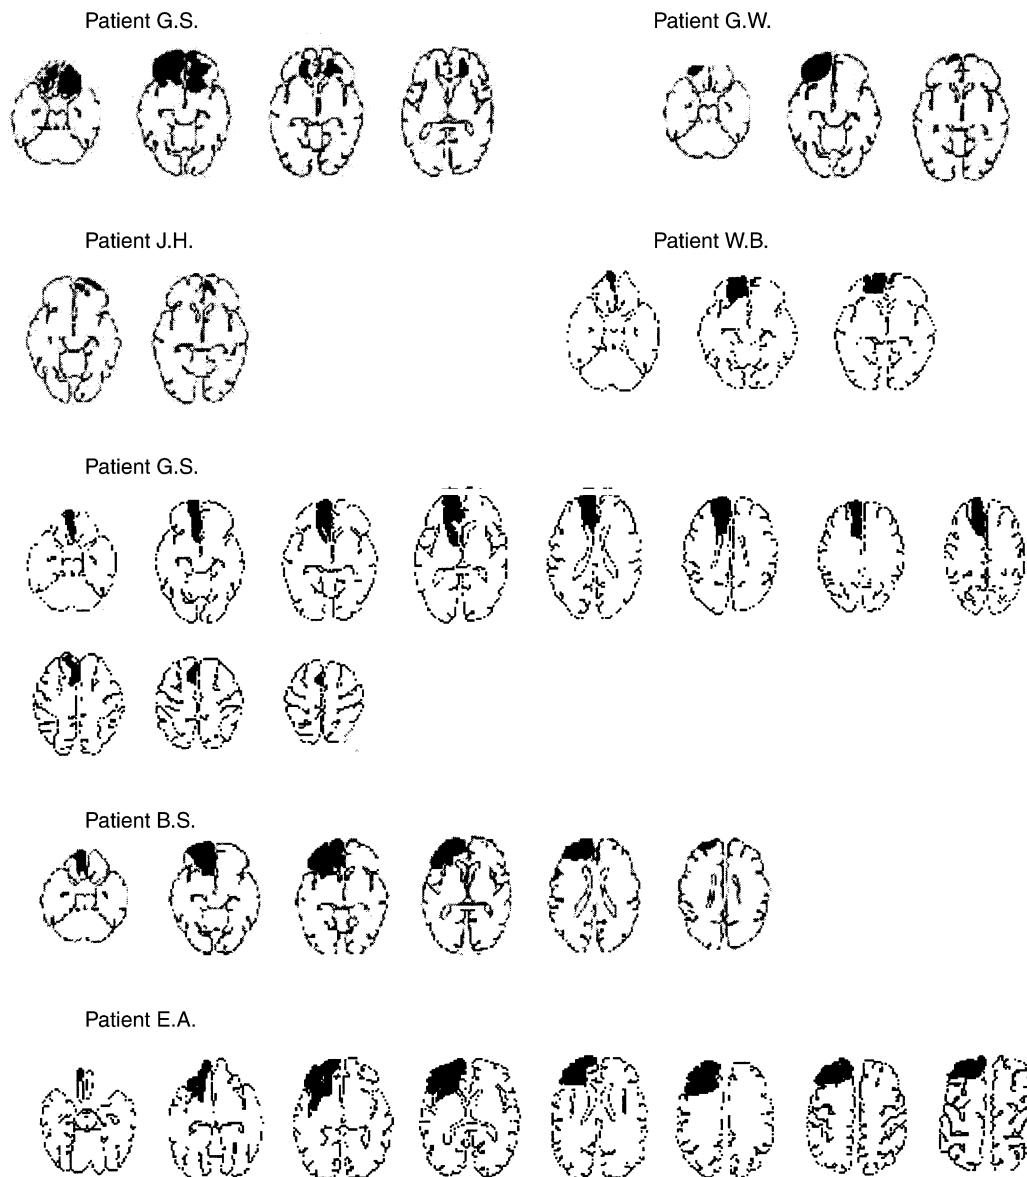 Patient G.S.
Patient G.W.
Patient J.H.
Patient W.B.
Patient G.S.
Patient B.S.
Patient E.A.